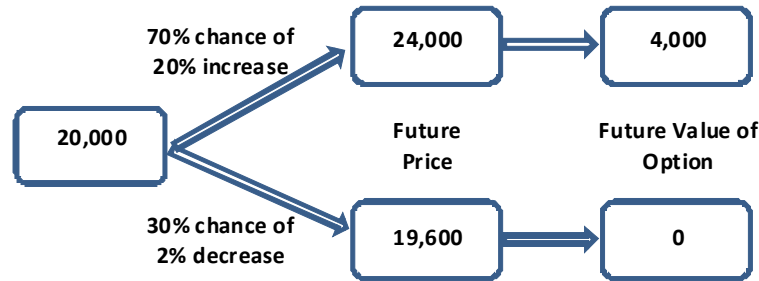 70% chance of
20% increase
24,000
4,000
20,000
Future
Price
Future Value of
Option
30% chance of
2% decrease
19,600
0